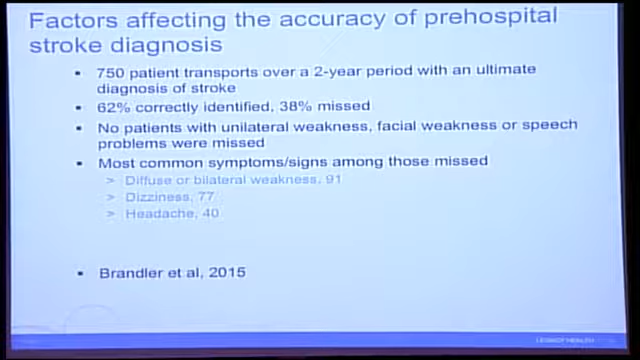 Factors affecting the accuracy of prehospital
stroke diagnosis
▪ 750 patient transports over a 2-year period with an ultimate
diagnosis of stroke
▪ 62% correctly identified, 38% missed
▪ No patients with unilateral weakness, facial weakness or speech
problems were missed
▪ Most common symptoms/signs among those missed
> Diffuse or bilateral weakness, 91
> Dizziness, 77
> Headache, 40
▪ Brandler et al, 2015
LEGACY HEALTH